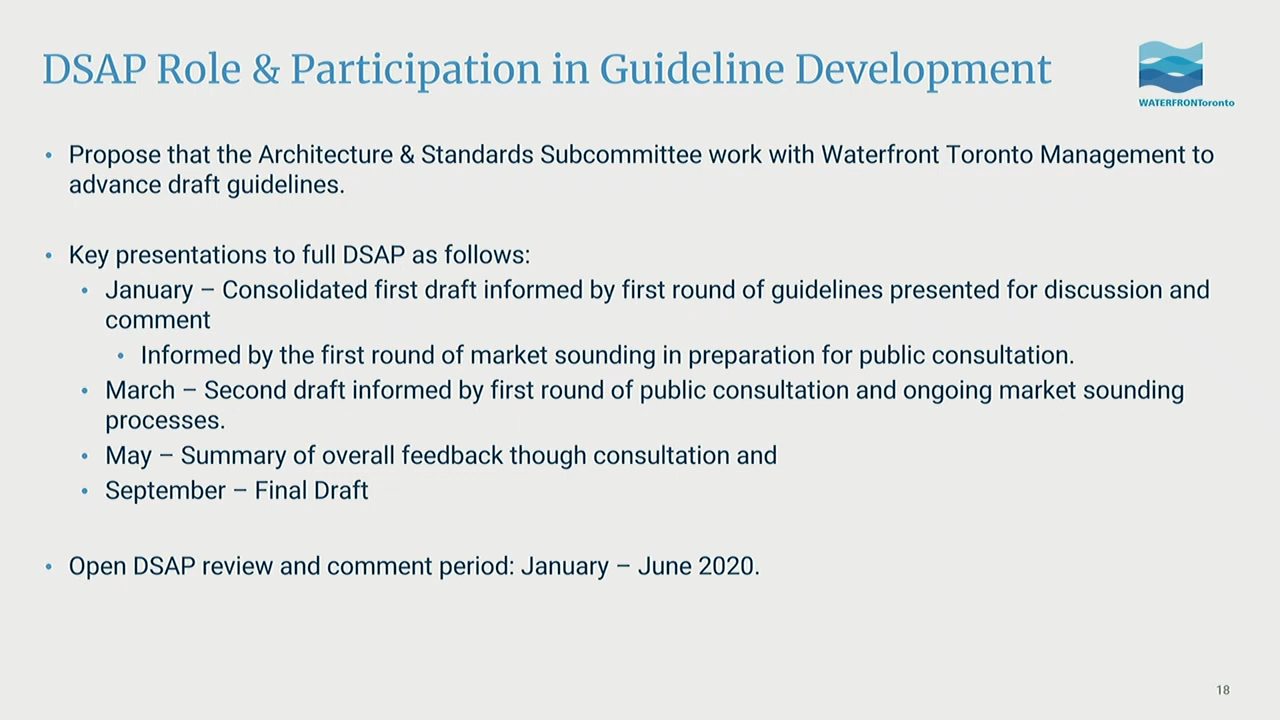 DSAP Role & Participation in Guideline Development
WATERFRONToronto
• Propose that the Architecture & Standards Subcommittee work with Waterfront Toronto Management to
advance draft guidelines.
• Key presentations to full DSAP as follows:
• January – Consolidated first draft informed by first round of guidelines presented for discussion and
comment
• Informed by the first round of market sounding in preparation for public consultation.
• March – Second draft informed by first round of public consultation and ongoing market sounding
processes.
• May – Summary of overall feedback though consultation and
• September – Final Draft
• Open DSAP review and comment period: January – June 2020.
18